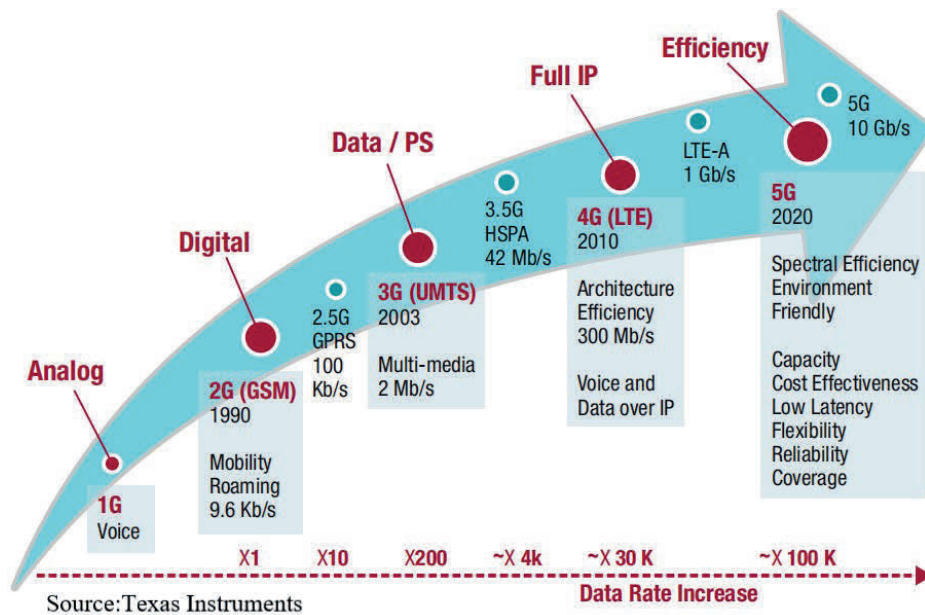 Analog
1G
Voice
Digital
2G (GSM)
1990
Mobility
Roaming
9.6 Kb/s
2.5G
GPRS
100
Kb/s
Data / PS
3G (UMTS)
2003
Multi-media
2 Mb/s
3.5G
HSPA
42 Mb/s
Full IP
4G (LTE)
2010
Architecture
Efficiency
300 Mb/s
Voice and
Data over IP
LTE-A
1 Gb/s
Efficiency
5G
10 Gb/s
5G
2020
Spectral Efficiency
Environment
Friendly
Capacity
Cost Effectiveness
Low Latency
Flexibility
Reliability
Coverage
X1 X10 X200 ~X 4k ~X 30 K ~X 100 K
Data Rate Increase
Source:Texas Instruments